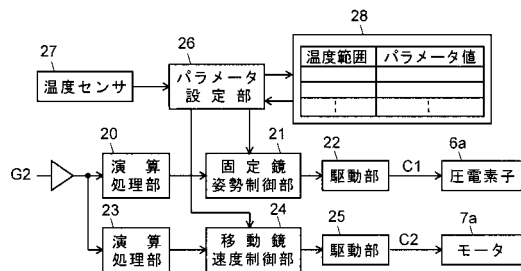 27
26
28
温度センサ
パラメータ
設定部
温度範囲
パラメータ値
20
21
22
6a
G2
演算
処理部
固定鏡
姿勢制御部
駆動部
C1
圧電素子
23
24
25
7a
演算
処理部
移動鏡
速度制御部
駆動部
C2
モータ